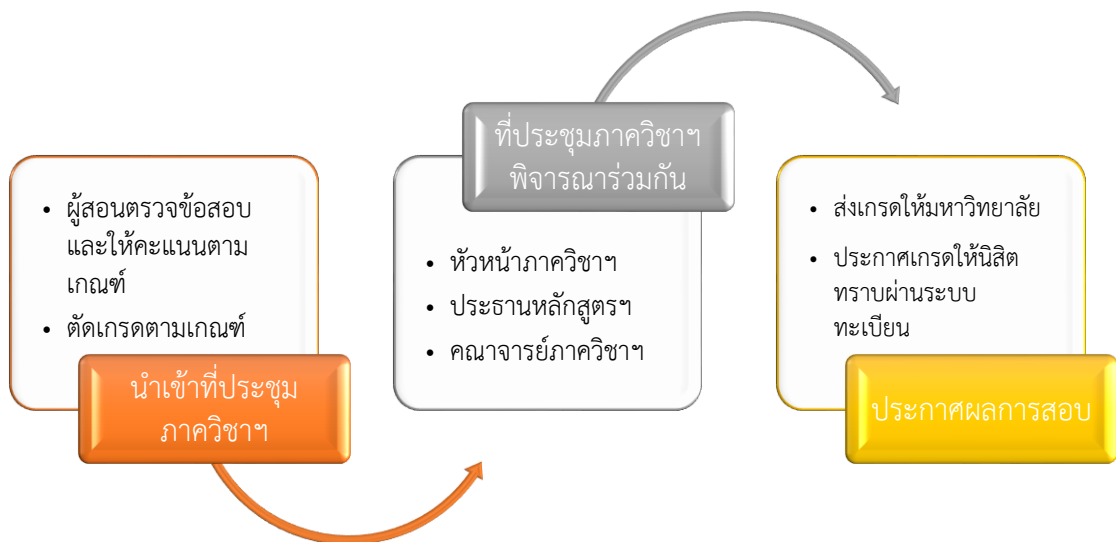 • ผู้สอนตรวจข้อสอบ
และให้คะแนนตาม
เกณฑ์
• ตัดเกรดตามเกณฑ์
นำเข้าที่ประชุม
ภาควิชาฯ
ที่ประชุมภาควิชาฯ
พิจารณาร่วมกัน
• หัวหน้าภาควิชาฯ
• ประธานหลักสูตรฯ
• คณาจารย์ภาควิชาฯ
• ส่งเกรดให้มหาวิทยาลัย
• ประกาศเกรดให้นิสิต
ทราบผ่านระบบ
ทะเบียน
ประกาศผลการสอบ